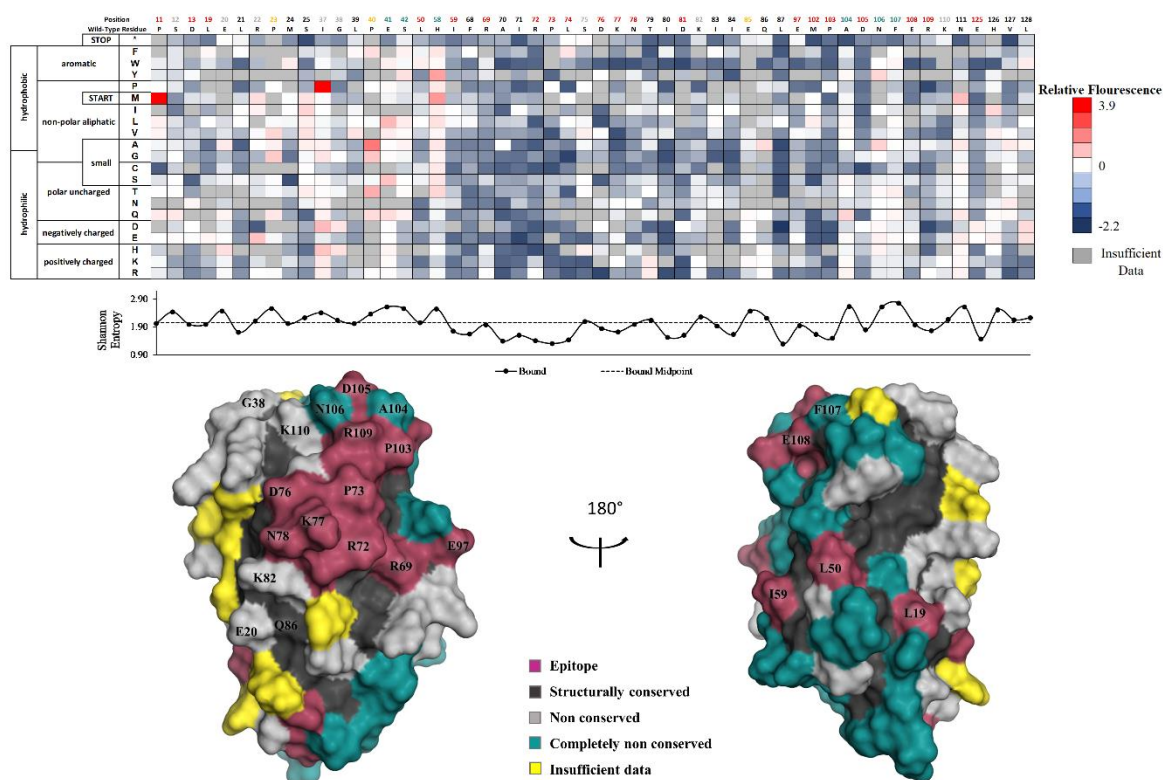 Position 11 12 13 19 20 21 22 23 24 25 37 38 39 40 41 42 50 58 59 68 69 70 71 72 73 74 75 76 77 78 79 80 81 82 83 84 85 86 87 97 102 103 104 105 106 107 108 109 110 111 125 126 127 128
Wild-Type Residue P S D L E L R P M S G L P E S L H I F R R P L S D K N D K E Q L E M P A D N F E R K E H V L
STOP *
hydrophobic
aromatic
F
W
Y
P
START M
non-polar aliphatic
I
L
V
small
A
G
hydrophilic
C
S
polar uncharged
T
N
Q
negatively charged
D
E
positively charged
H
K
R
Relative Flourescence
3.9
0
-2.2
Insufficient
Data
Shannon
Entropy
2.90
1.90
0.90
Bound
Bound Midpoint
D105
G38
N106
A104
K110
R109
P103
D76
P73
K77
N78
R72
E97
R69
K82
E20
Q86
180°
F107
E108
L50
I59
L19
Epitope
Structurally conserved
Non conserved
Completely non conserved
Insufficient data